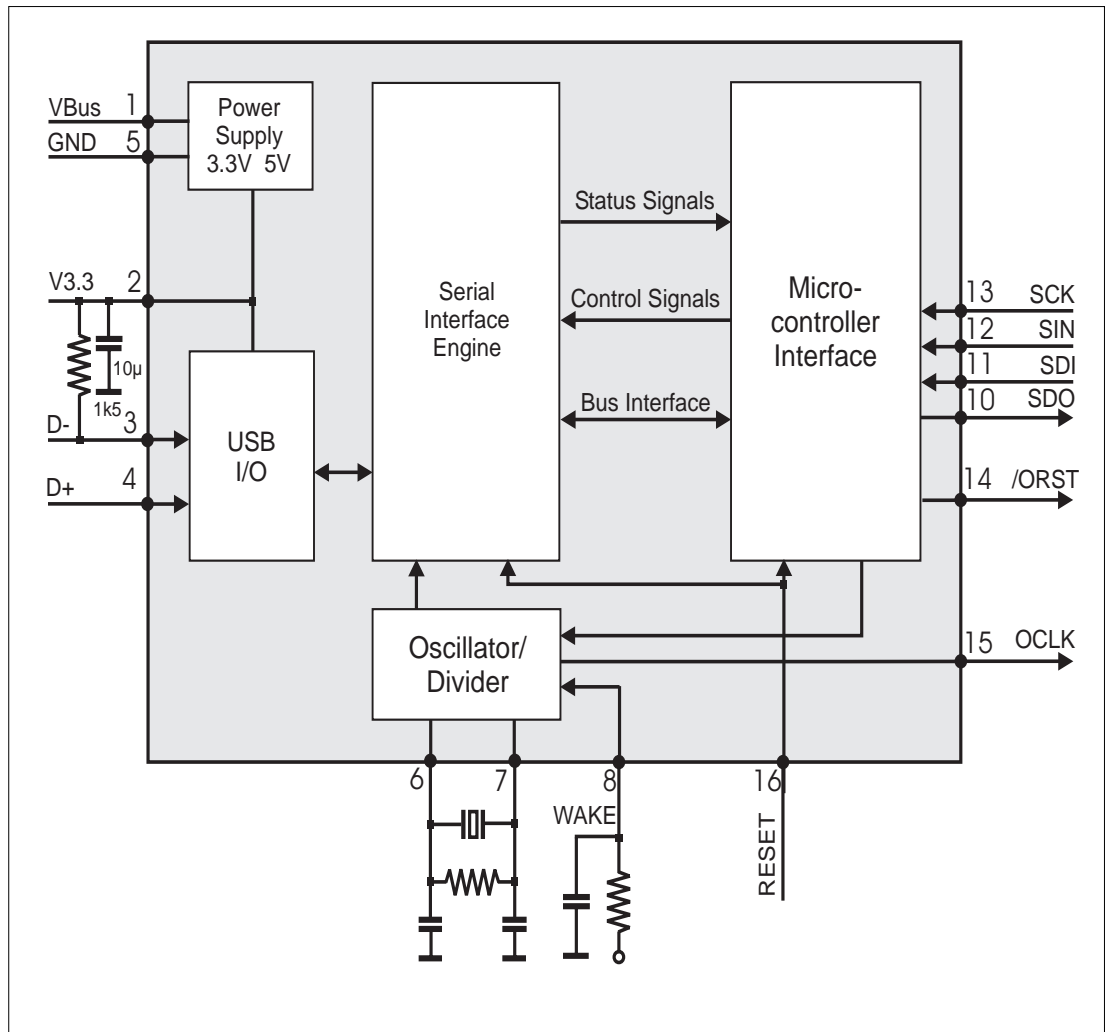 VBus 1
GND 5
Power
Supply
3.3V 5V
V3.3 2
10µ
1k5
D- 3
D+ 4
USB
I/O
Serial
Interface
Engine
Status Signals
Control Signals
Bus Interface
Micro-
controller
Interface
13 SCK
12 SIN
11 SDI
10 SDO
14 /ORST
15 OCLK
Oscillator/
Divider
6 7 8 16
WAKE
RESET